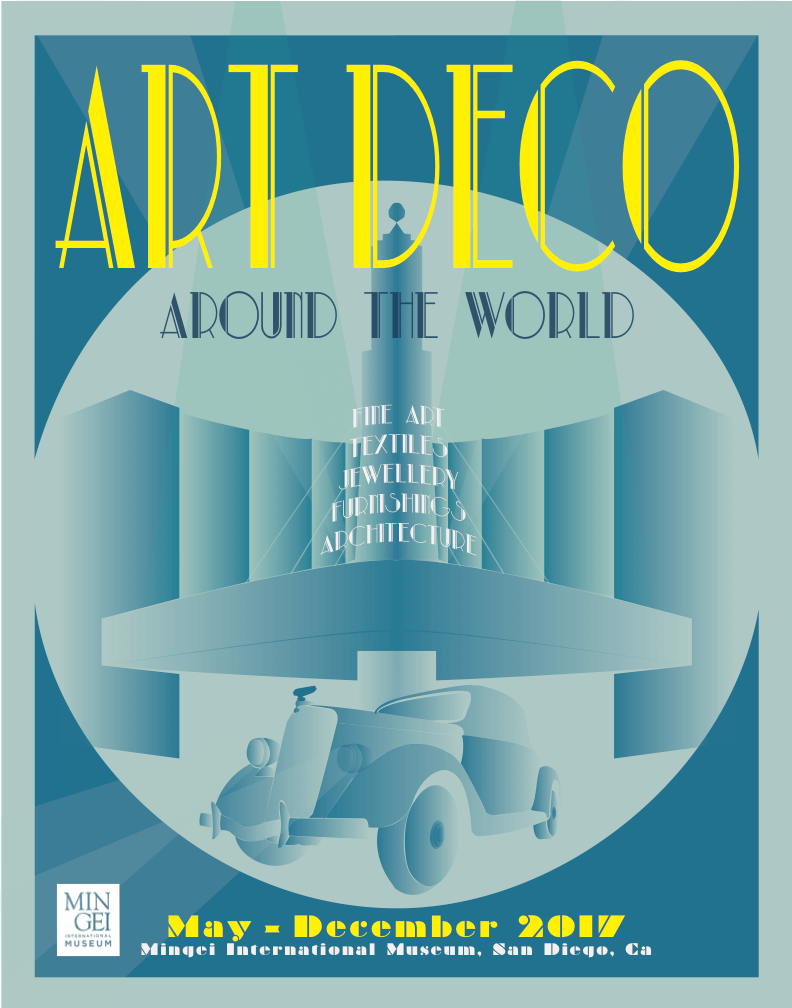 ART DECO
AROUND THE WORLD
FINE ART
TEXTILES
JEWELLERY
FURNISHINGS
ARCHITECTURE
MIN
GEI
INTERNATIONAL
MUSEUM
May - December 2017
Mingei International Museum, San Diego, Ca